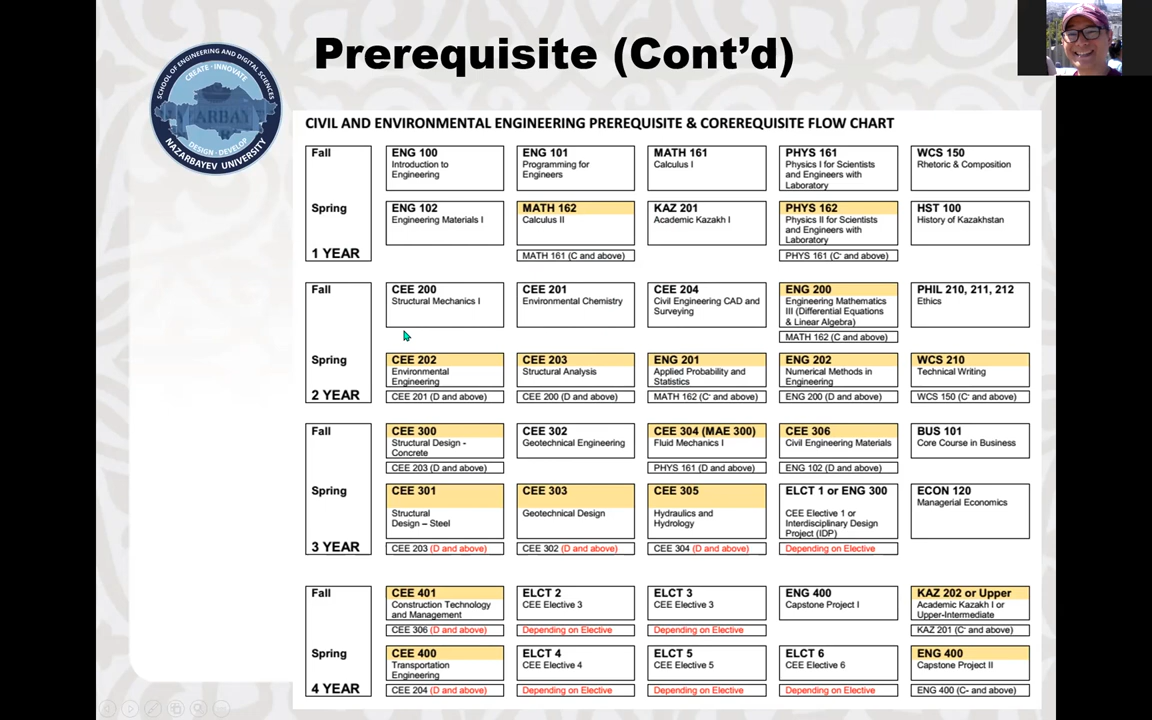 Prerequisite (Cont'd)
SCHOOL OF ENGINEERING AND DIGITAL SCIENCES
CREATE · INNOVATE
DESIGN · DEVELOP
NAZARBAYEV UNIVERSITY
CIVIL AND ENVIRONMENTAL ENGINEERING PREREQUISITE & COREREQUISITE FLOW CHART
Fall
ENG 100
Introduction to
Engineering
ENG 101
Programming for
Engineers
MATH 161
Calculus I
PHYS 161
Physics I for Scientists
and Engineers with
Laboratory
WCS 150
Rhetoric & Composition
Spring
1 YEAR
ENG 102
Engineering Materials I
MATH 162
Calculus II
MATH 161 (C and above)
KAZ 201
Academic Kazakh I
PHYS 162
Physics II for Scientists
and Engineers with
Laboratory
PHYS 161 (C- and above)
HST 100
History of Kazakhstan
Fall
CEE 200
Structural Mechanics I
CEE 201
Environmental Chemistry
CEE 204
Civil Engineering CAD and
Surveying
ENG 200
Engineering Mathematics
III (Differential Equations
& Linear Algebra)
MATH 162 (C and above)
PHIL 210, 211, 212
Ethics
Spring
2 YEAR
CEE 202
Environmental
Engineering
CEE 201 (D and above)
CEE 203
Structural Analysis
CEE 200 (D and above)
ENG 201
Applied Probability and
Statistics
MATH 162 (C- and above)
ENG 202
Numerical Methods in
Engineering
ENG 200 (D and above)
WCS 210
Technical Writing
WCS 150 (C- and above)
Fall
CEE 300
Structural Design -
Concrete
CEE 203 (D and above)
CEE 302
Geotechnical Engineering
CEE 304 (MAE 300)
Fluid Mechanics I
PHYS 161 (D and above)
CEE 306
Civil Engineering Materials
ENG 102 (D and above)
BUS 101
Core Course in Business
Spring
3 YEAR
CEE 301
Structural
Design – Steel
CEE 203 (D and above)
CEE 303
Geotechnical Design
CEE 302 (D and above)
CEE 305
Hydraulics and
Hydrology
CEE 304 (D and above)
ELCT 1 or ENG 300
CEE Elective 1 or
Interdisciplinary Design
Project (IDP)
Depending on Elective
ECON 120
Managerial Economics
Fall
CEE 401
Construction Technology
and Management
CEE 306 (D and above)
ELCT 2
CEE Elective 3
Depending on Elective
ELCT 3
CEE Elective 3
Depending on Elective
ENG 400
Capstone Project I
KAZ 202 or Upper
Academic Kazakh I or
Upper-Intermediate
KAZ 201 (C- and above)
Spring
4 YEAR
CEE 400
Transportation
Engineering
CEE 204 (D and above)
ELCT 4
CEE Elective 4
Depending on Elective
ELCT 5
CEE Elective 5
Depending on Elective
ELCT 6
CEE Elective 6
Depending on Elective
ENG 400
Capstone Project II
ENG 400 (C- and above)